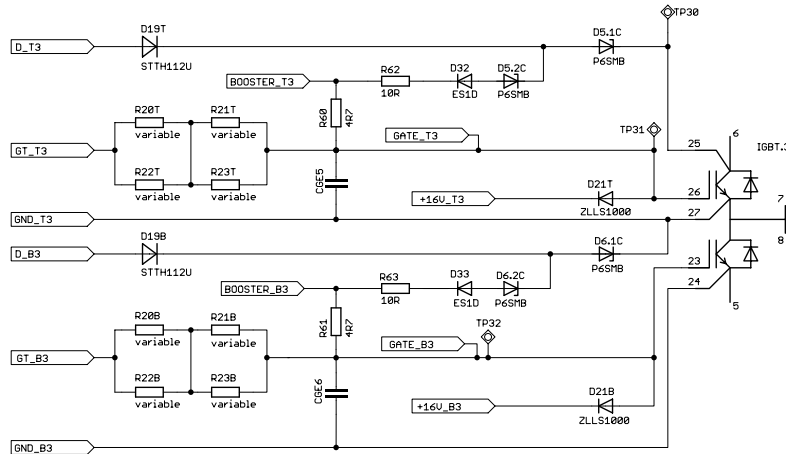 TP30
D19T
D5.1C
D_T3
STTH112U
P6SMB
BOOSTER_T3
R62
10R
D32
ES1D
D5.2C
P6SMB
R20T
variable
R21T
variable
R60
4R7
GATE_T3
TP31
6
IGBT.3
GT_T3
25
R22T
variable
R23T
variable
CGE5
D21T
+16V_T3
ZLLS1000
26
7
GND_T3
27
8
D19B
D6.1C
D_B3
STTH112U
P6SMB
23
BOOSTER_B3
R63
10R
D33
ES1D
D6.2C
P6SMB
24
5
R20B
variable
R21B
variable
R61
4R7
TP32
GATE_B3
GT_B3
R22B
variable
R23B
variable
CGE6
D21B
+16V_B3
ZLLS1000
GND_B3